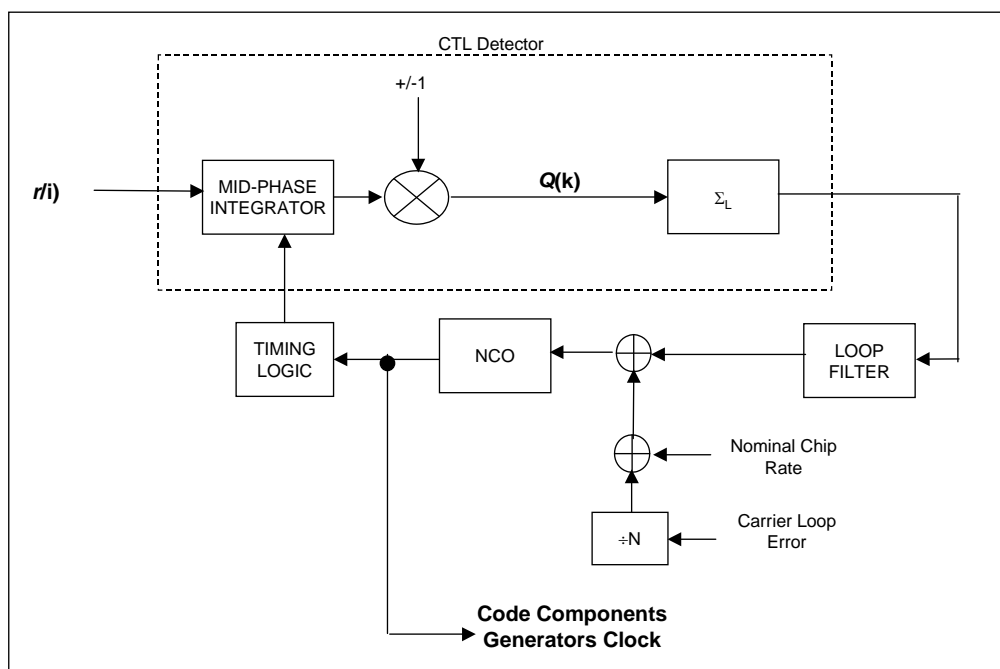 CTL Detector
+/-1
r/i)
MID-PHASE
INTEGRATOR
Q(k)
ΣL
TIMING
LOGIC
NCO
LOOP
FILTER
Nominal Chip
Rate
÷N
Carrier Loop
Error
Code Components
Generators Clock